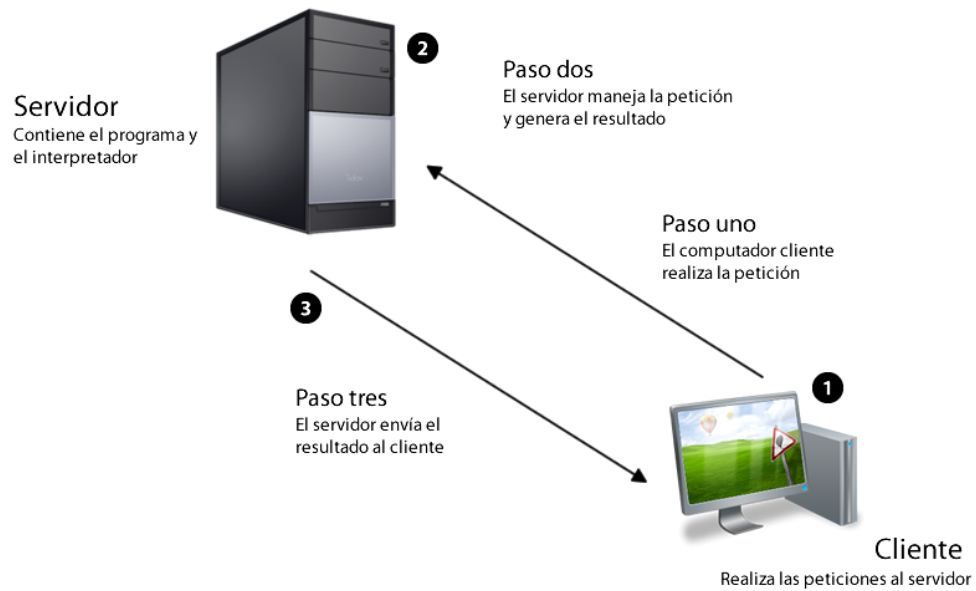 2
Paso dos
El servidor maneja la petición
y genera el resultado
Servidor
Contiene el programa y
el interpretador
Paso uno
El computador cliente
realiza la petición
3
Paso tres
El servidor envía el
resultado al cliente
1
Cliente
Realiza las peticiones al servidor